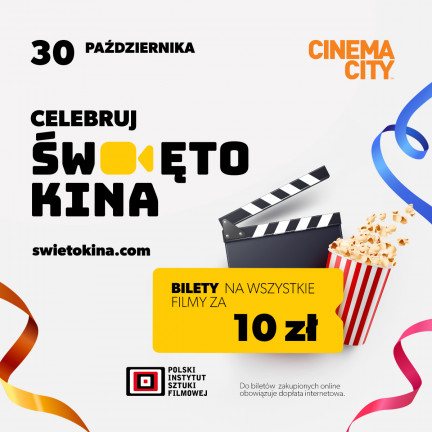 30 PAŹDZIERNIKA
CINEMA
CITY
CELEBRUJ
ŚWIĘTO
KINA
swietokina.com
BILETY NA WSZYSTKIE
FILMY ZA
10 zł
POLSKI
INSTYTUT
SZTUKI
FILMOWEJ
Do biletów zakupionych online
obowiązuje dopłata internetowa.